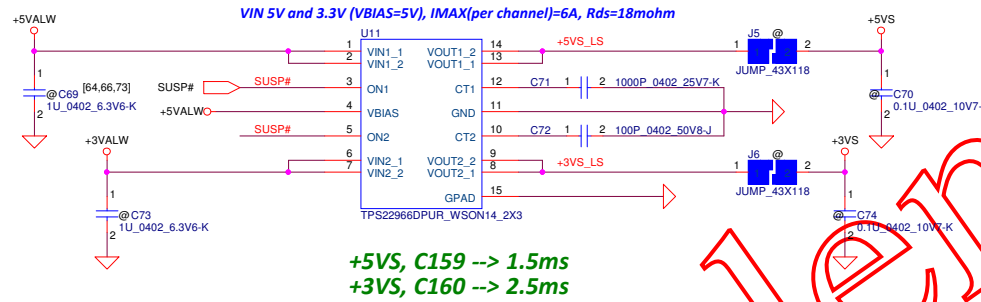 VIN 5V and 3.3V (VBIAS=5V), IMAX(per channel)=6A, Rds=18mohm
+5VALW
U11
+5VS_LS
J5 @
+5VS
1 VIN1_1 VOUT1_2 14
2 VIN1_2 VOUT1_1 13
1 2
JUMP_43X118
1
@ C69
1U_0402_6.3V6-K
2
[64,66,73]
SUSP# SUSP# 3 ON1 CT1 12 C71 1 2 1000P_0402_25V7-K
1
@ C70
0.1U_0402_10V7-K
2
+5VALW 4 VBIAS GND 11
SUSP# 5 ON2 CT2 10 C72 1 2 100P_0402_50V8-J
+3VALW
6 VIN2_1 VOUT2_2 9
7 VIN2_2 VOUT2_1 8
+3VS_LS
J6 @
+3VS
1 2
JUMP_43X118
GPAD 15
1
@ C73
1U_0402_6.3V6-K
2
TPS22966DPUR_WSON14_2X3
1
@ C74
0.1U_0402_10V7-K
2
+5VS, C159 --> 1.5ms
+3VS, C160 --> 2.5ms